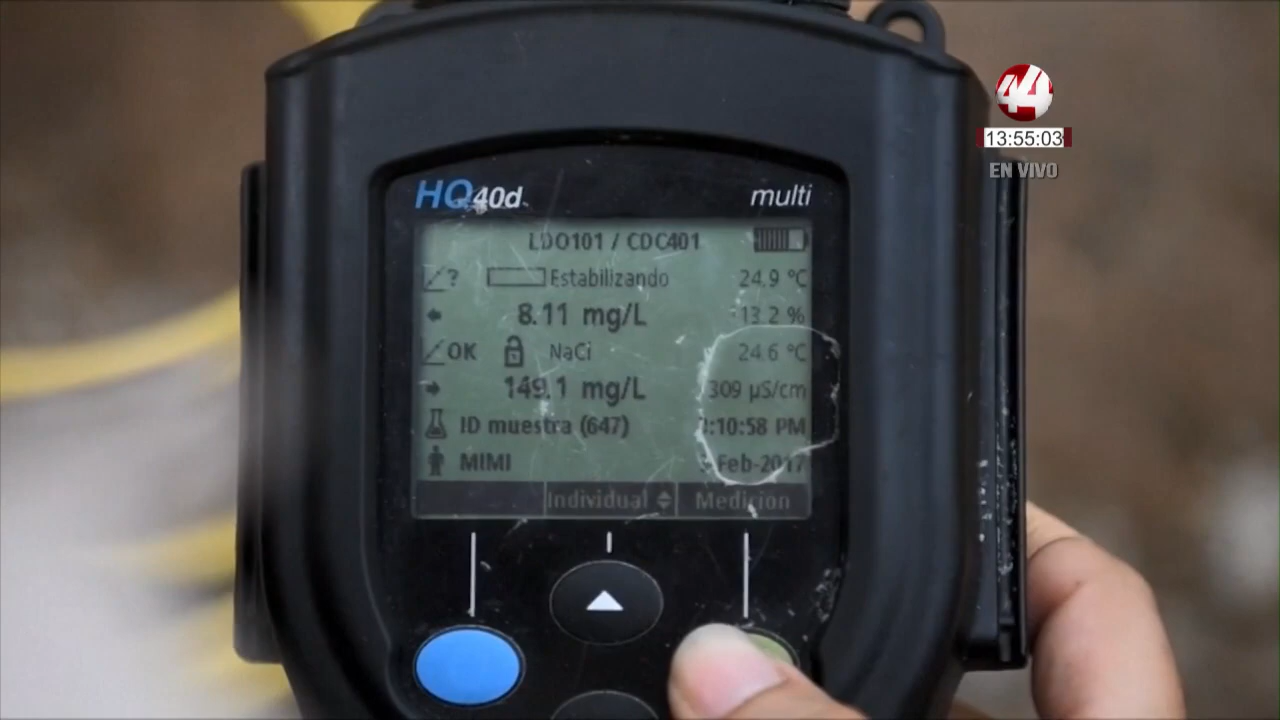 44
13:55:03
EN VIVO
HQ40d multi
LDO101 / CDC401
? Estabilizando 24.9 °C
8.11 mg/L 13.2 %
OK NaCl 24.6 °C
149.1 mg/L 309 µS/cm
ID muestra (647) :10:58 PM
MIMI Feb-2017
Individual Medición